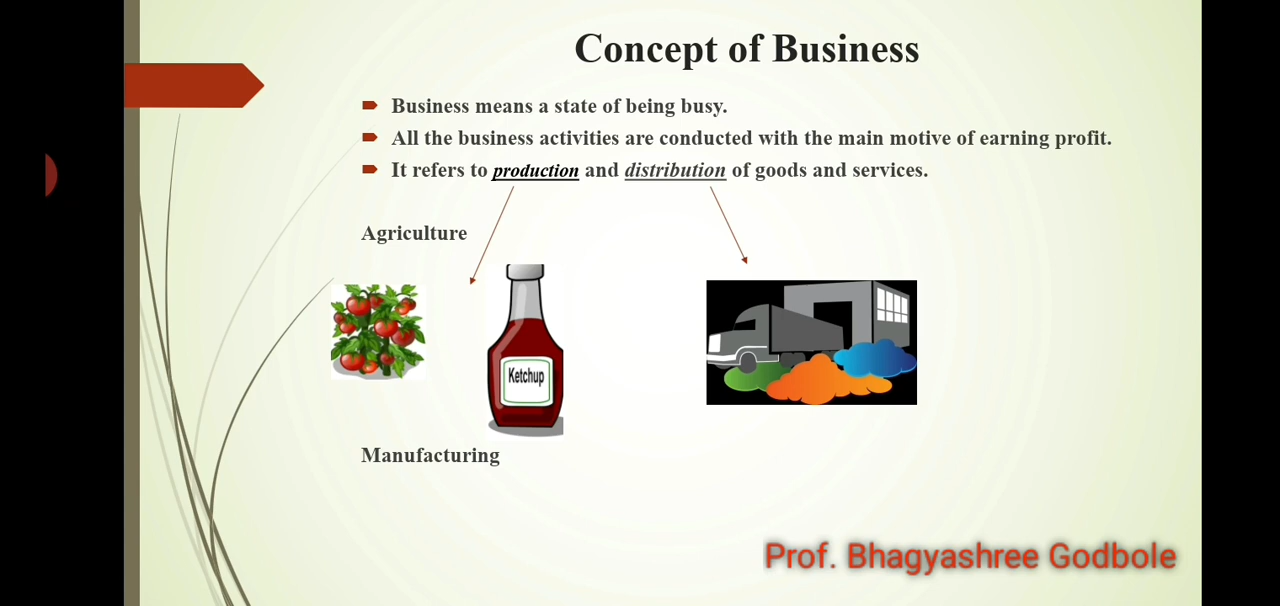 Concept of Business
Business means a state of being busy.
All the business activities are conducted with the main motive of earning profit.
It refers to production and distribution of goods and services.
Agriculture
Ketchup
Manufacturing
Prof. Bhagyashree Godbole